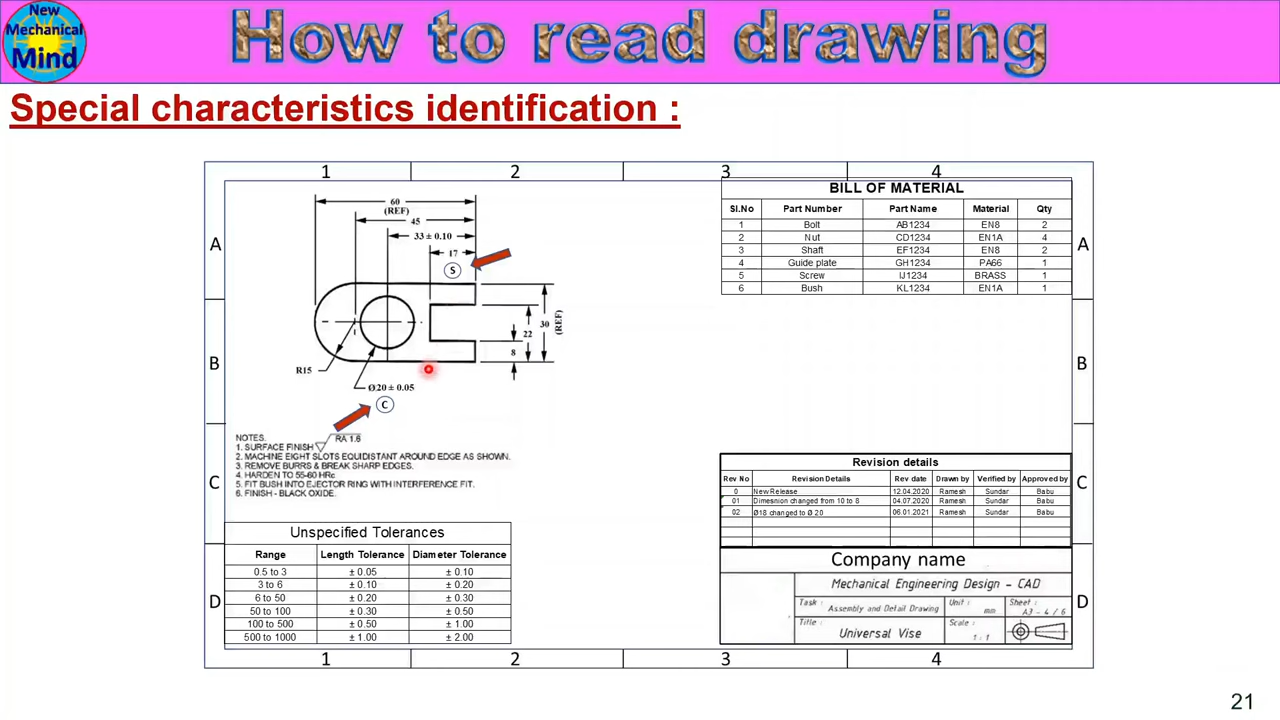 New
Mechanical
Mind
How to read drawing
Special characteristics identification :
1 2 3 4
A A
B B
C C
D D
60
(REF)
45
33 ± 0.10
17
S
30
(REF)
22
8
R15
Ø20 ± 0.05
C
NOTES.
1. SURFACE FINISH RA 1.6
2. MACHINE EIGHT SLOTS EQUIDISTANT AROUND EDGE AS SHOWN.
3. REMOVE BURRS & BREAK SHARP EDGES.
4. HARDEN TO 55-60 HRc
5. FIT BUSH INTO EJECTOR RING WITH INTERFERENCE FIT.
6. FINISH - BLACK OXIDE.
Unspecified Tolerances
Range Length Tolerance Diameter Tolerance
0.5 to 3 ± 0.05 ± 0.10
3 to 6 ± 0.10 ± 0.20
6 to 50 ± 0.20 ± 0.30
50 to 100 ± 0.30 ± 0.50
100 to 500 ± 0.50 ± 1.00
500 to 1000 ± 1.00 ± 2.00
BILL OF MATERIAL
Sl.No Part Number Part Name Material Qty
1 Bolt AB1234 EN8 2
2 Nut CD1234 EN1A 4
3 Shaft EF1234 EN8 2
4 Guide plate GH1234 PA66 1
5 Screw IJ1234 BRASS 1
6 Bush KL1234 EN1A 1
Revision details
Rev No Revision Details Rev date Drawn by Verified by Approved by
0 New Release 12.04.2020 Ramesh Sundar Babu
01 Dimesnion changed from 10 to 8 04.07.2020 Ramesh Sundar Babu
02 Ø18 changed to Ø 20 06.01.2021 Ramesh Sundar Babu
Company name
Mechanical Engineering Design - CAD
Task : Assembly and Detail Drawing Unit : mm Sheet : A3 - 4 / 6
Title : Universal Vise Scale : 1 : 1
1 2 3 4
21